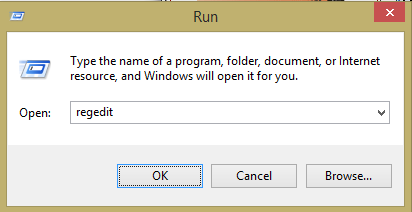 Run
Type the name of a program, folder, document, or Internet
resource, and Windows will open it for you.
Open: regedit
OK Cancel Browse...